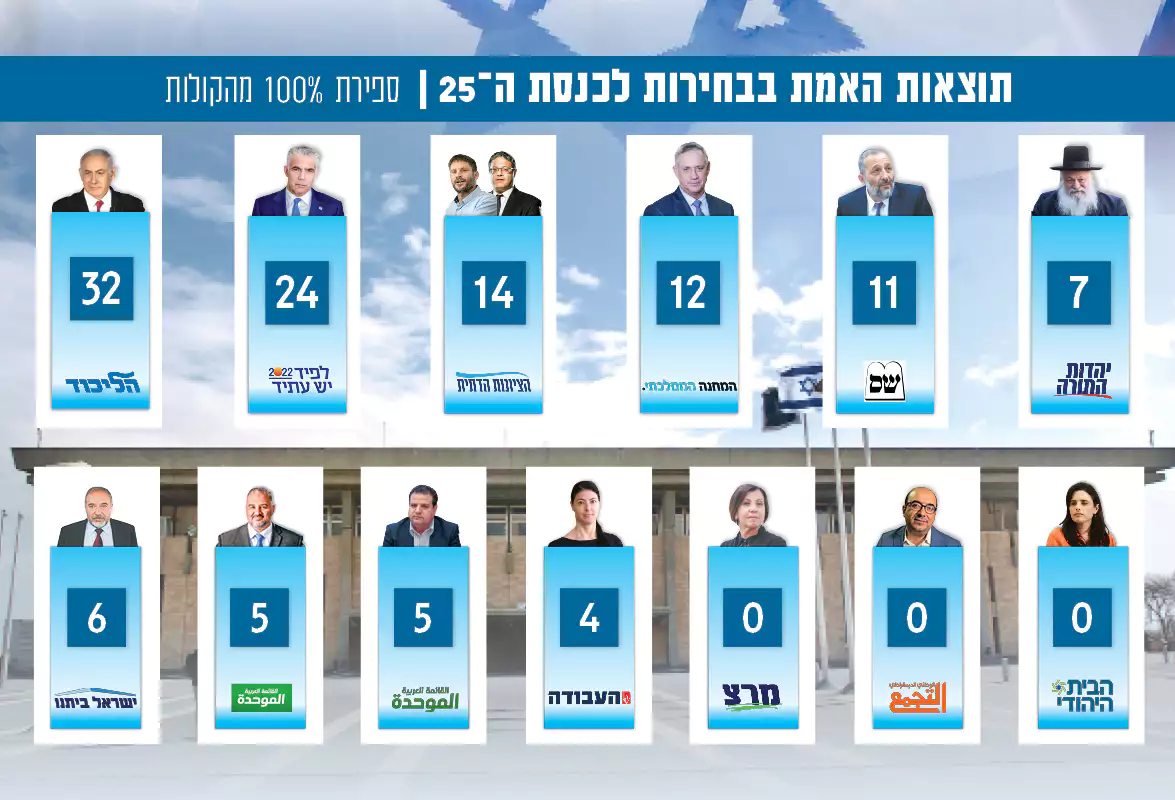 תוצאות האמת בבחירות לכנסת ה־25 | ספירת 100% מהקולות
32
הליכוד
24
לפיד 2022
יש עתיד
14
הציונות הדתית
12
המחנה הממלכתי.
11
שס
7
יהדות
התורה
6
ישראל ביתנו
5
القائمة العربية
الموحدة
5
القائمة العربية
الموحدة
4
העבודה
0
מרצ
0
الوطني الديمقراطي
التجمع
0
הבית
היהודי